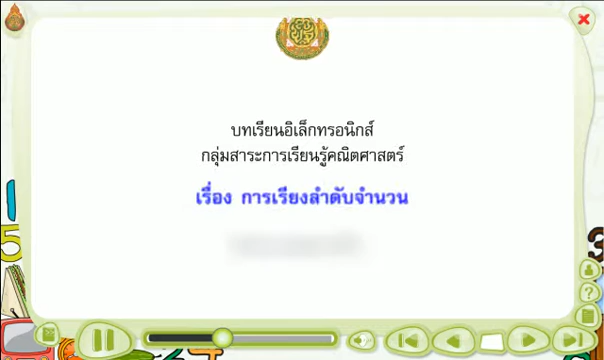 บทเรียนอิเล็กทรอนิกส์
กลุ่มสาระการเรียนรู้คณิตศาสตร์
เรื่อง การเรียงลำดับจำนวน
1
5
3
?